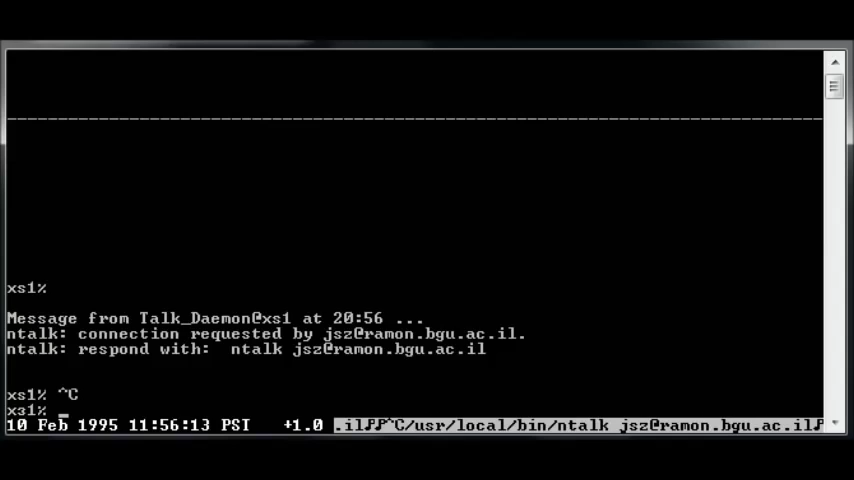 xs1%
Message from Talk_Daemon@xs1 at 20:56 ...
ntalk: connection requested by jsz@ramon.bgu.ac.il.
ntalk: respond with:  ntalk jsz@ramon.bgu.ac.il
xs1% ^C
xs1% _
10 Feb 1995 11:56:13 PST   +1.0 .il♪♪^C/usr/local/bin/ntalk jsz@ramon.bgu.ac.il♪